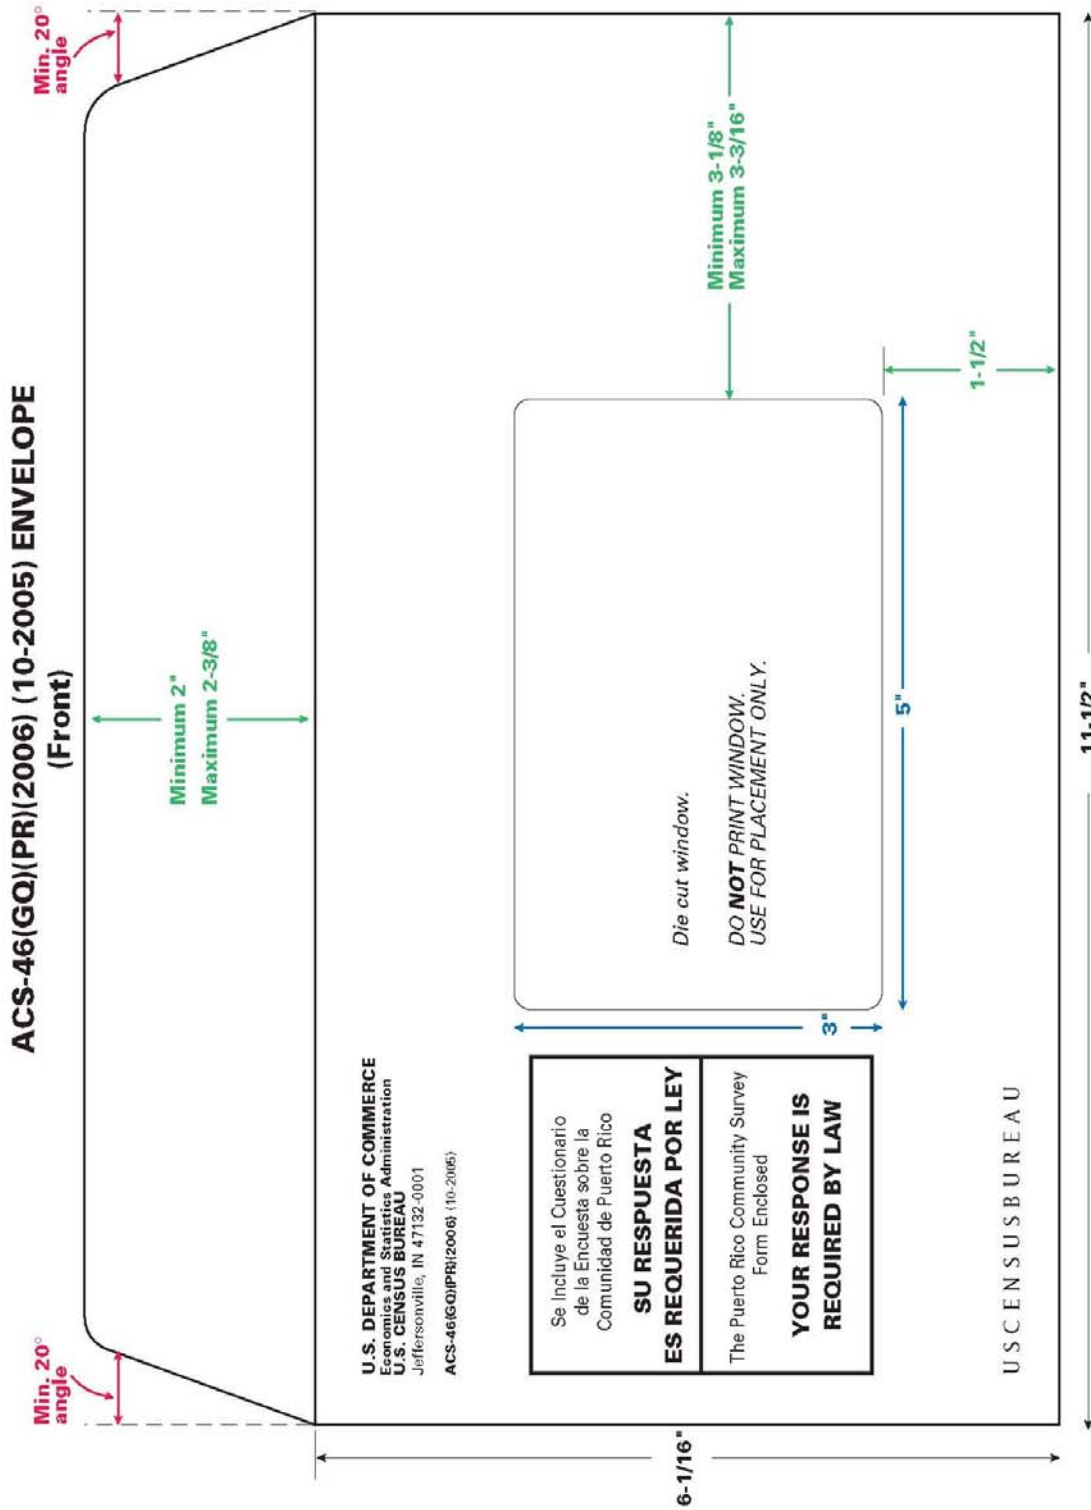 ACS-46(GQ)(PR)(2006) (10-2005) ENVELOPE
(Front)
Min. 20°
angle
Min. 20°
angle
Minimum 2"
Maximum 2-3/8"
U.S. DEPARTMENT OF COMMERCE
Economics and Statistics Administration
U.S. CENSUS BUREAU
Jeffersonville, IN 47132-0001
ACS-46(GQ)(PR)(2006) (10-2005)
Se Incluye el Cuestionario
de la Encuesta sobre la
Comunidad de Puerto Rico
SU RESPUESTA
ES REQUERIDA POR LEY
The Puerto Rico Community Survey
Form Enclosed
YOUR RESPONSE IS
REQUIRED BY LAW
Die cut window.
DO NOT PRINT WINDOW.
USE FOR PLACEMENT ONLY.
3"
5"
Minimum 3-1/8"
Maximum 3-3/16"
1-1/2"
USCENSUSBUREAU
6-1/16"
11-1/2"